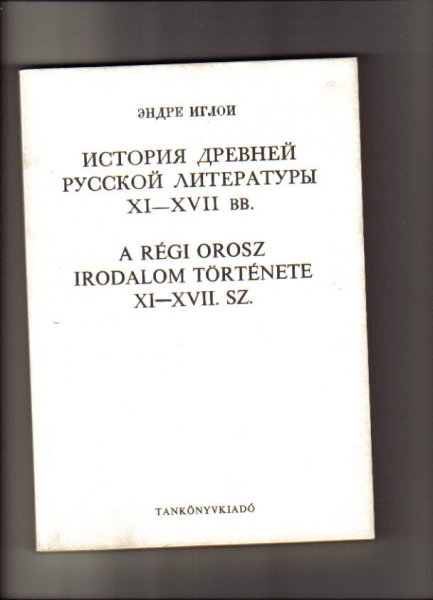 ЭНДРЕ ИГЛОИ
ИСТОРИЯ ДРЕВНЕЙ
РУССКОЙ ЛИТЕРАТУРЫ
XI—XVII ВВ.
A RÉGI OROSZ
IRODALOM TÖRTÉNETE
XI—XVII. SZ.
TANKÖNYVKIADÓ